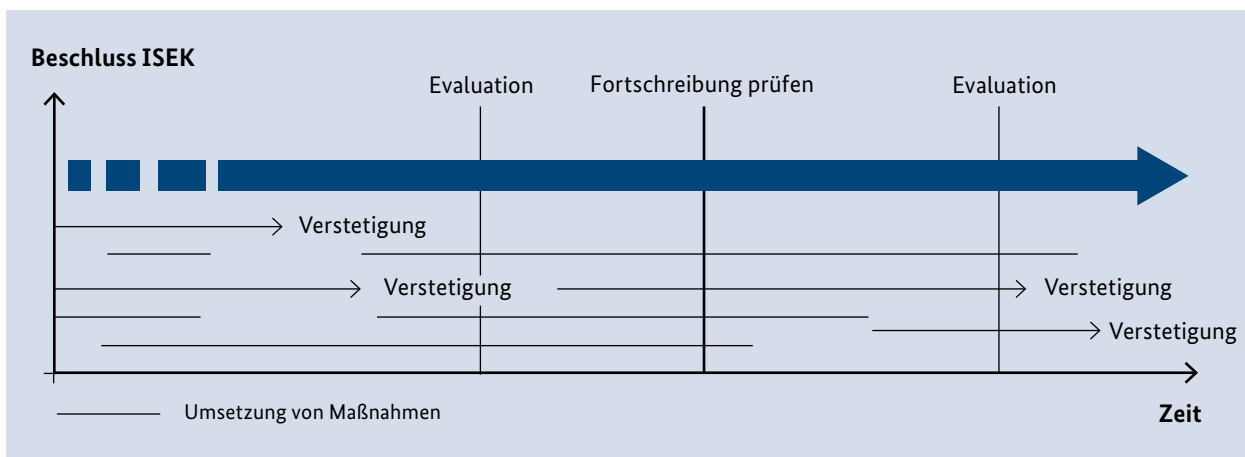 Beschluss ISEK
Evaluation
Fortschreibung prüfen
Evaluation
Verstetigung
Verstetigung
Verstetigung
Verstetigung
Umsetzung von Maßnahmen
Zeit